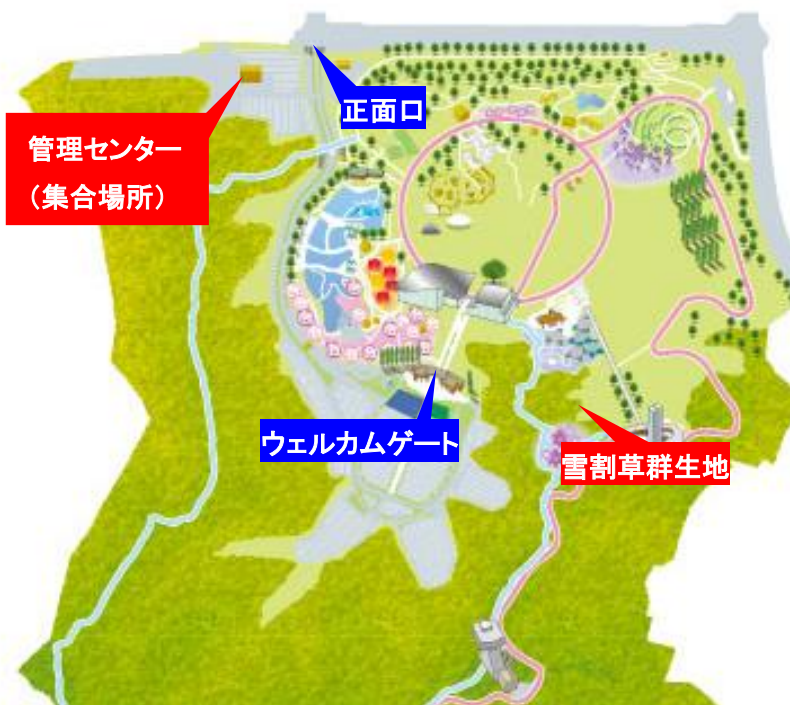 正面口
管理センター
（集合場所）
ウェルカムゲート
雪割草群生地